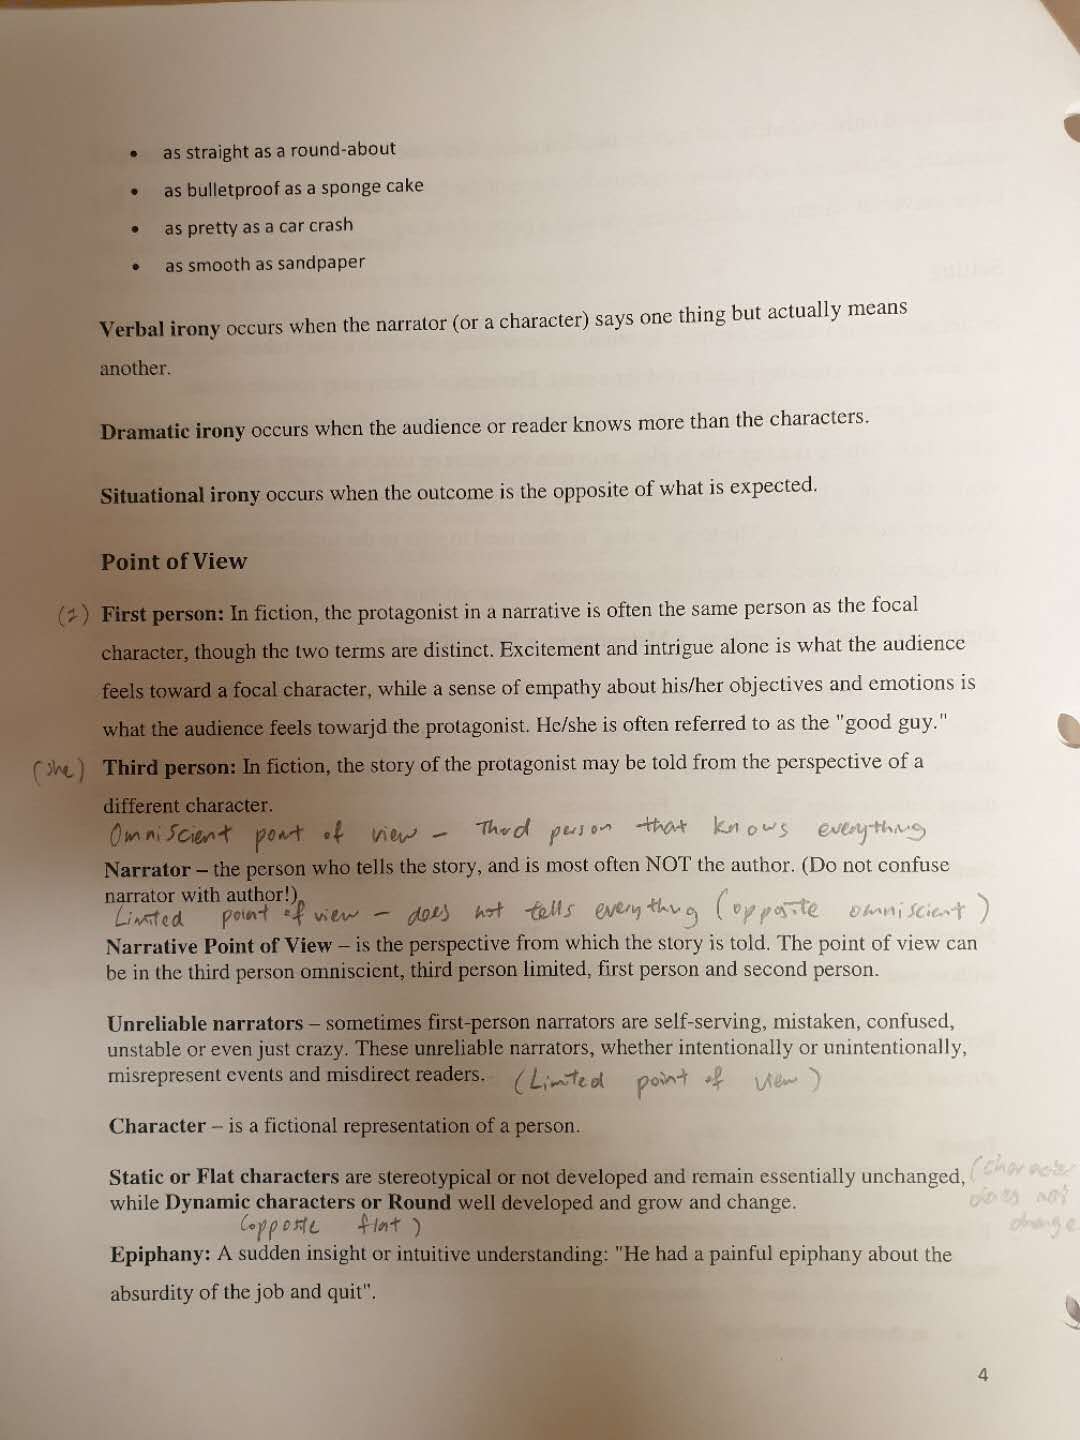 • as straight as a round-about
• as bulletproof as a sponge cake
• as pretty as a car crash
• as smooth as sandpaper
Verbal irony occurs when the narrator (or a character) says one thing but actually means
another.
Dramatic irony occurs when the audience or reader knows more than the characters.
Situational irony occurs when the outcome is the opposite of what is expected.
Point of View
First person: In fiction, the protagonist in a narrative is often the same person as the focal
character, though the two terms are distinct. Excitement and intrigue alone is what the audience
feels toward a focal character, while a sense of empathy about his/her objectives and emotions is
what the audience feels towarjd the protagonist. He/she is often referred to as the "good guy."
(she) Third person: In fiction, the story of the protagonist may be told from the perspective of a
different character.
Omniscient point of view – Third person that knows everything
Narrator – the person who tells the story, and is most often NOT the author. (Do not confuse
narrator with author!)
Limited point of view – does not tells everything (opposite omniscient)
Narrative Point of View – is the perspective from which the story is told. The point of view can
be in the third person omniscient, third person limited, first person and second person.
Unreliable narrators – sometimes first-person narrators are self-serving, mistaken, confused,
unstable or even just crazy. These unreliable narrators, whether intentionally or unintentionally,
misrepresent events and misdirect readers. (Limited point of view)
Character – is a fictional representation of a person.
Static or Flat characters are stereotypical or not developed and remain essentially unchanged, (character
while Dynamic characters or Round well developed and grow and change. does not
change
(opposite flat)
Epiphany: A sudden insight or intuitive understanding: "He had a painful epiphany about the
absurdity of the job and quit".
4